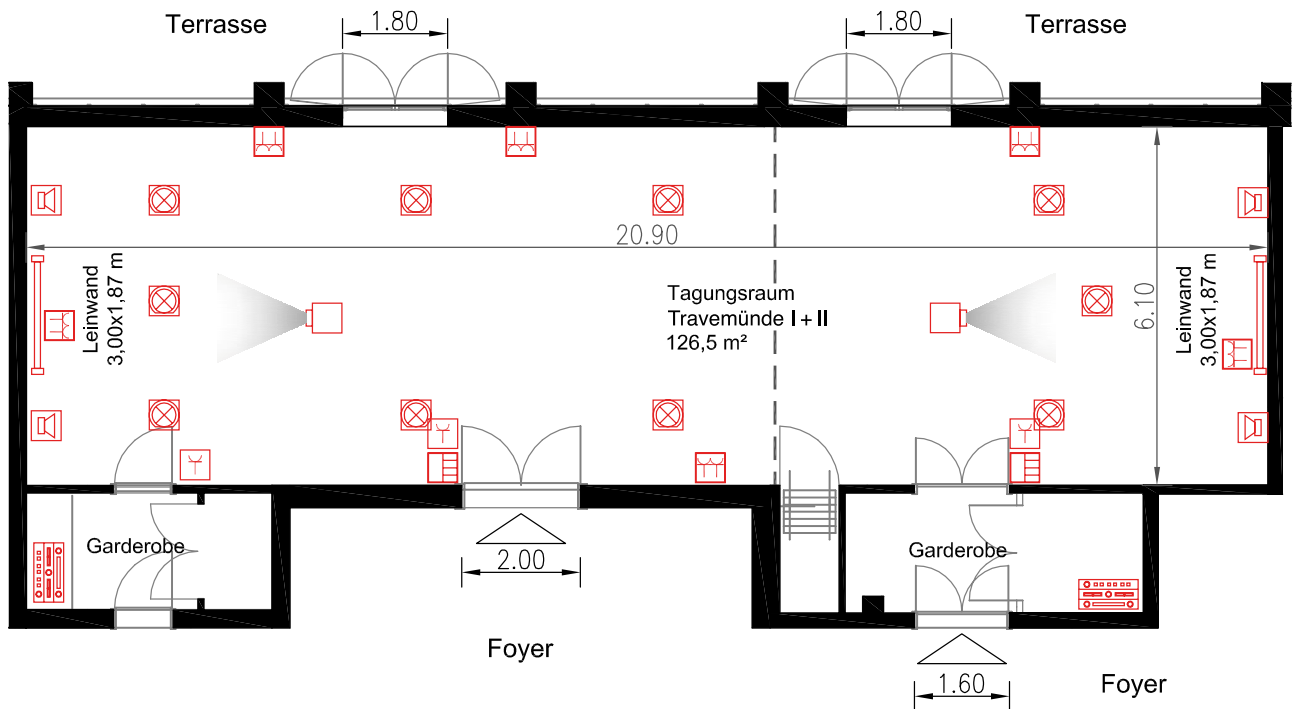 Terrasse
1.80
1.80
Terrasse
20.90
Leinwand
3,00x1,87 m
Tagungsraum
Travemünde I + II
126,5 m²
6.10
Leinwand
3,00x1,87 m
Garderobe
2.00
Garderobe
Foyer
1.60
Foyer